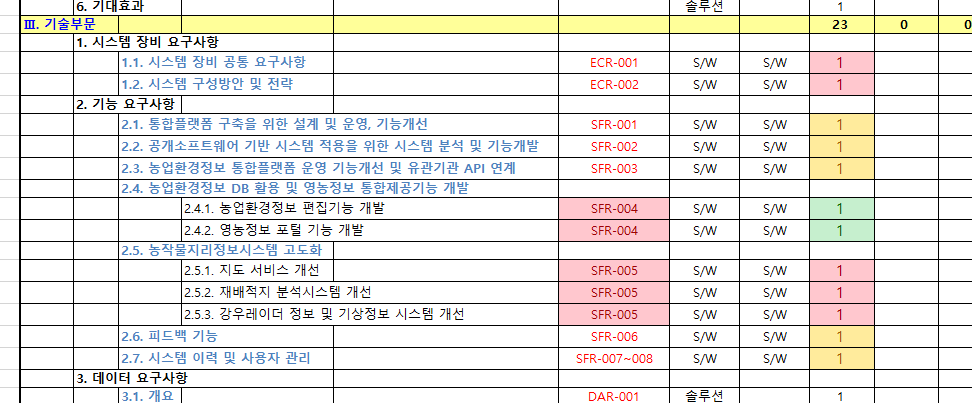 6. 기대효과 솔루션 1
Ⅲ. 기술부문 23 0 0
1. 시스템 장비 요구사항
1.1. 시스템 장비 공통 요구사항 ECR-001 S/W S/W 1
1.2. 시스템 구성방안 및 전략 ECR-002 S/W S/W 1
2. 기능 요구사항
2.1. 통합플랫폼 구축을 위한 설계 및 운영, 기능개선 SFR-001 S/W S/W 1
2.2. 공개소프트웨어 기반 시스템 적용을 위한 시스템 분석 및 기능개발 SFR-002 S/W S/W 1
2.3. 농업환경정보 통합플랫폼 운영 기능개선 및 유관기관 API 연계 SFR-003 S/W S/W 1
2.4. 농업환경정보 DB 활용 및 영농정보 통합제공기능 개발
2.4.1. 농업환경정보 편집기능 개발 SFR-004 S/W S/W 1
2.4.2. 영농정보 포털 기능 개발 SFR-004 S/W S/W 1
2.5. 농작물지리정보시스템 고도화
2.5.1. 지도 서비스 개선 SFR-005 S/W S/W 1
2.5.2. 재배적지 분석시스템 개선 SFR-005 S/W S/W 1
2.5.3. 강우레이더 정보 및 기상정보 시스템 개선 SFR-005 S/W S/W 1
2.6. 피드백 기능 SFR-006 S/W S/W 1
2.7. 시스템 이력 및 사용자 관리 SFR-007~008 S/W S/W 1
3. 데이터 요구사항
3.1. 개요 DAR-001 솔루션 1